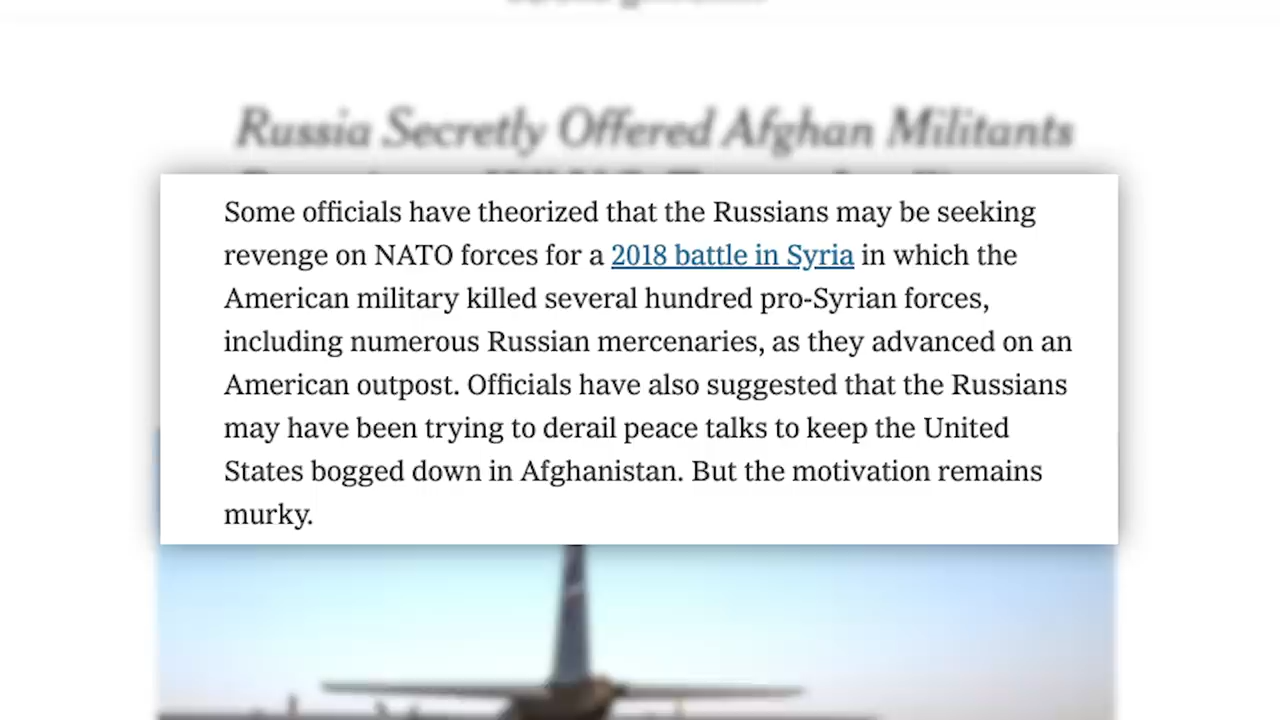 Russia Secretly Offered Afghan Militants
Some officials have theorized that the Russians may be seeking
revenge on NATO forces for a 2018 battle in Syria in which the
American military killed several hundred pro-Syrian forces,
including numerous Russian mercenaries, as they advanced on an
American outpost. Officials have also suggested that the Russians
may have been trying to derail peace talks to keep the United
States bogged down in Afghanistan. But the motivation remains
murky.